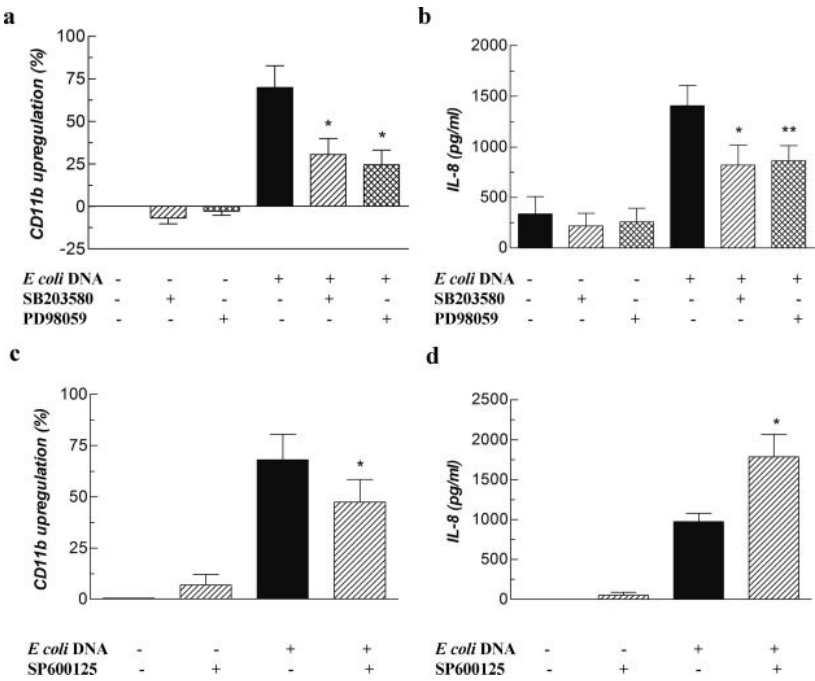 a
CD11b upregulation (%)
100
75
50
25
0
-25
* *
E coli DNA - - - + + +
SB203580 - + - - + -
PD98059 - - + - - +
b
IL-8 (pg/ml)
2000
1500
1000
500
0
* **
E coli DNA - - - + + +
SB203580 - + - - + -
PD98059 - - + - - +
c
CD11b upregulation (%)
100
75
50
25
0
*
E coli DNA - - + +
SP600125 - + - +
d
IL-8 (pg/ml)
2500
2000
1500
1000
500
0
*
E coli DNA - - + +
SP600125 - + - +